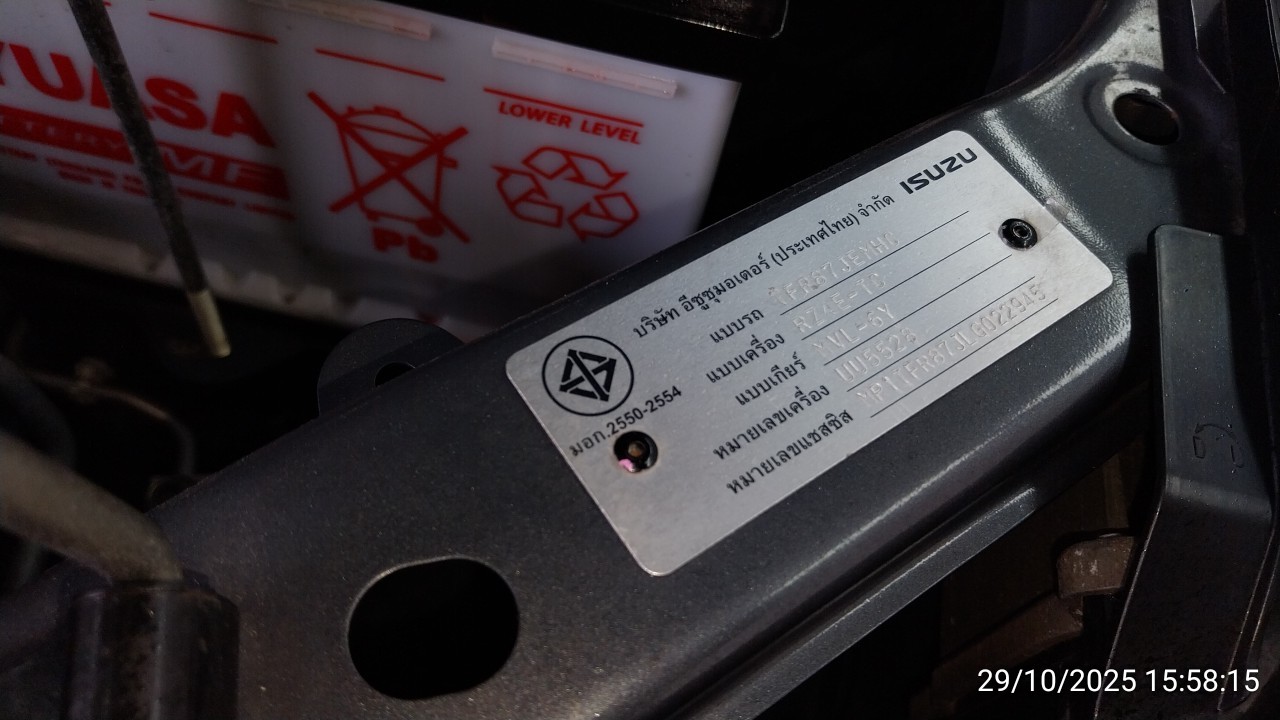 YUASA
MF
Pb
LOWER LEVEL
ISUZU
บริษัท อีซูซุมอเตอร์ (ประเทศไทย) จำกัด
แบบรถ
แบบเครื่อง RZ4E-TC
แบบเกียร์ MVL-6Y
หมายเลขเครื่อง UU5528
หมายเลขแชสซิส
มอก.2550-2554
29/10/2025 15:58:15